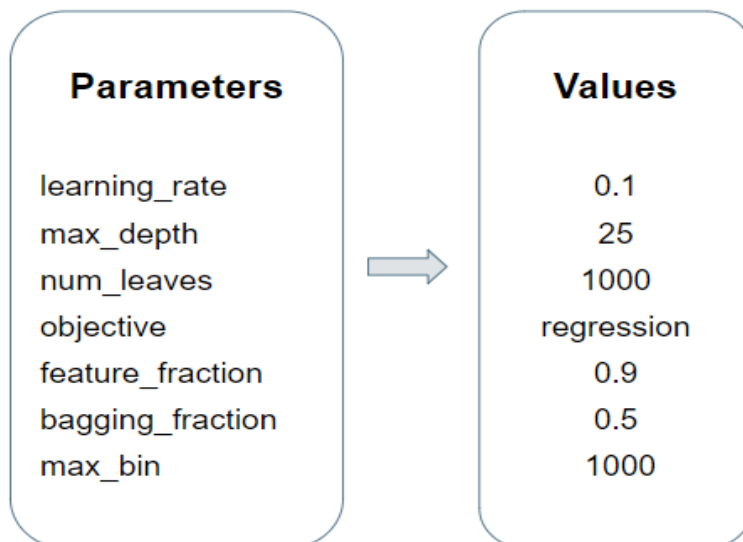 Parameters
learning_rate
max_depth
num_leaves
objective
feature_fraction
bagging_fraction
max_bin
Values
0.1
25
1000
regression
0.9
0.5
1000